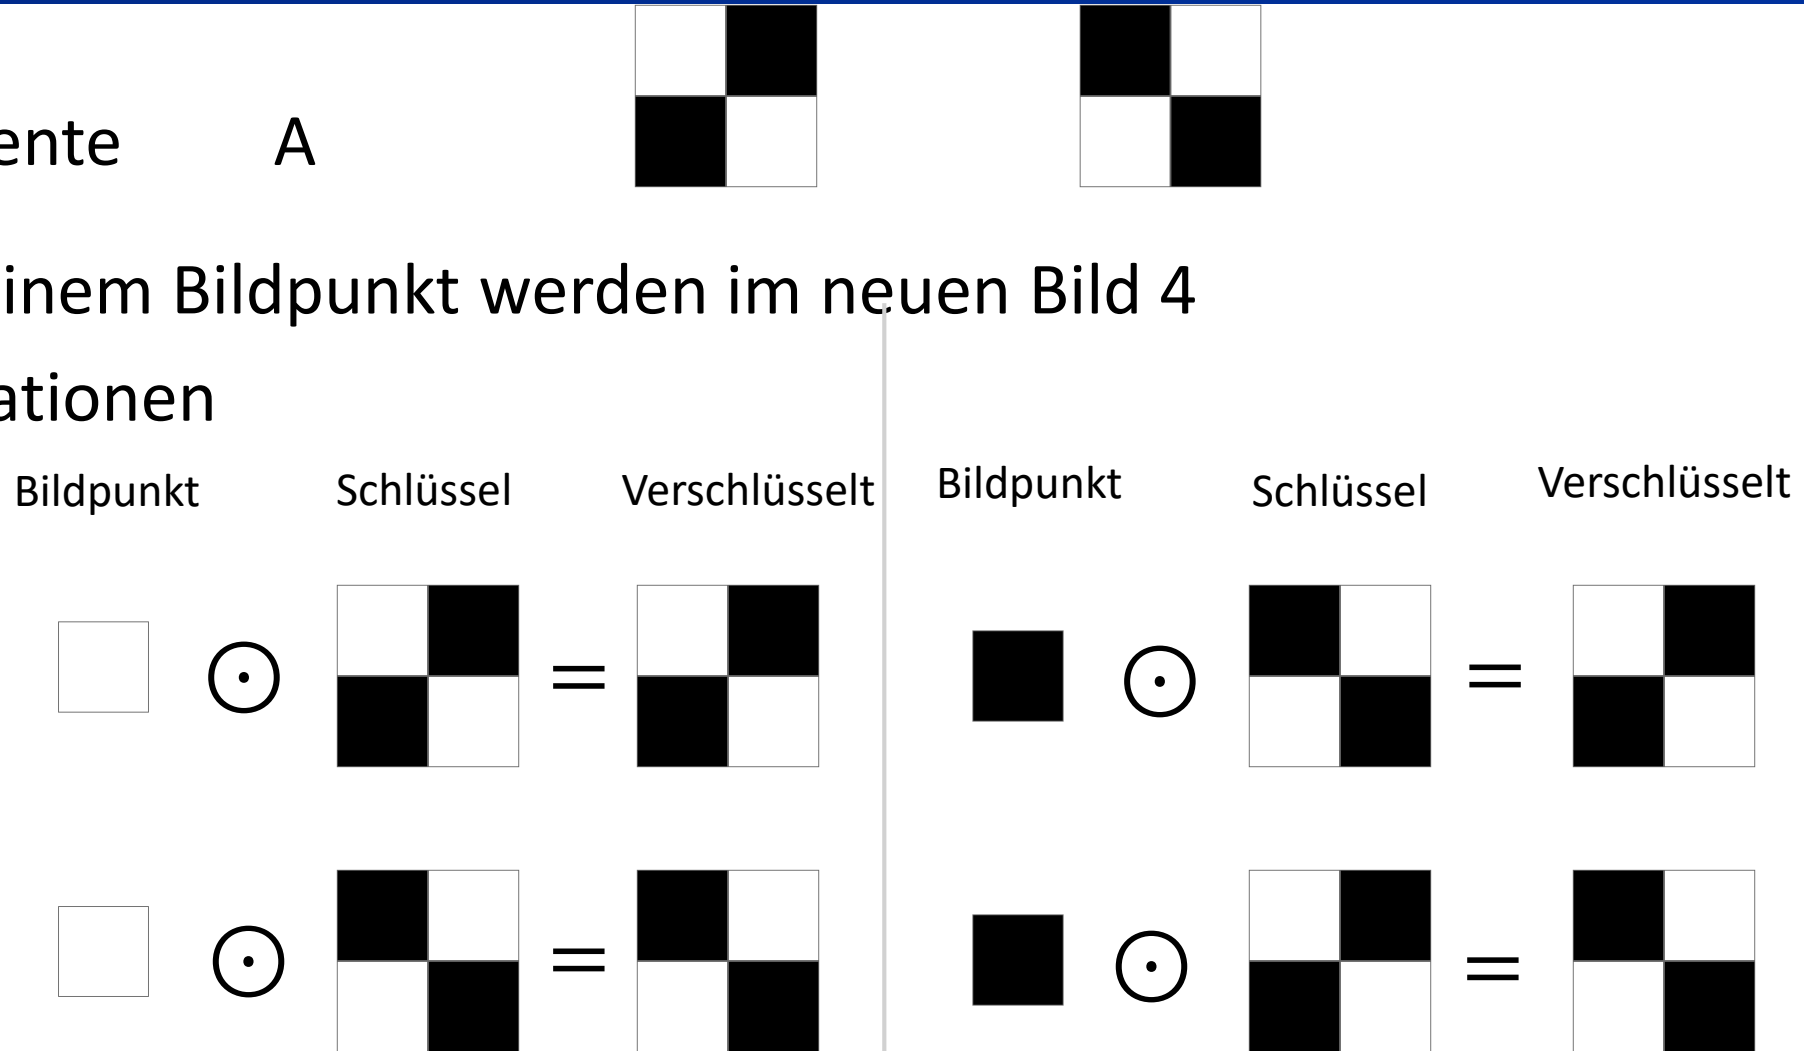 ente A
inem Bildpunkt werden im neuen Bild 4
ationen
Bildpunkt Schlüssel Verschlüsselt Bildpunkt Schlüssel Verschlüsselt
⊙ = ⊙ =
⊙ = ⊙ =